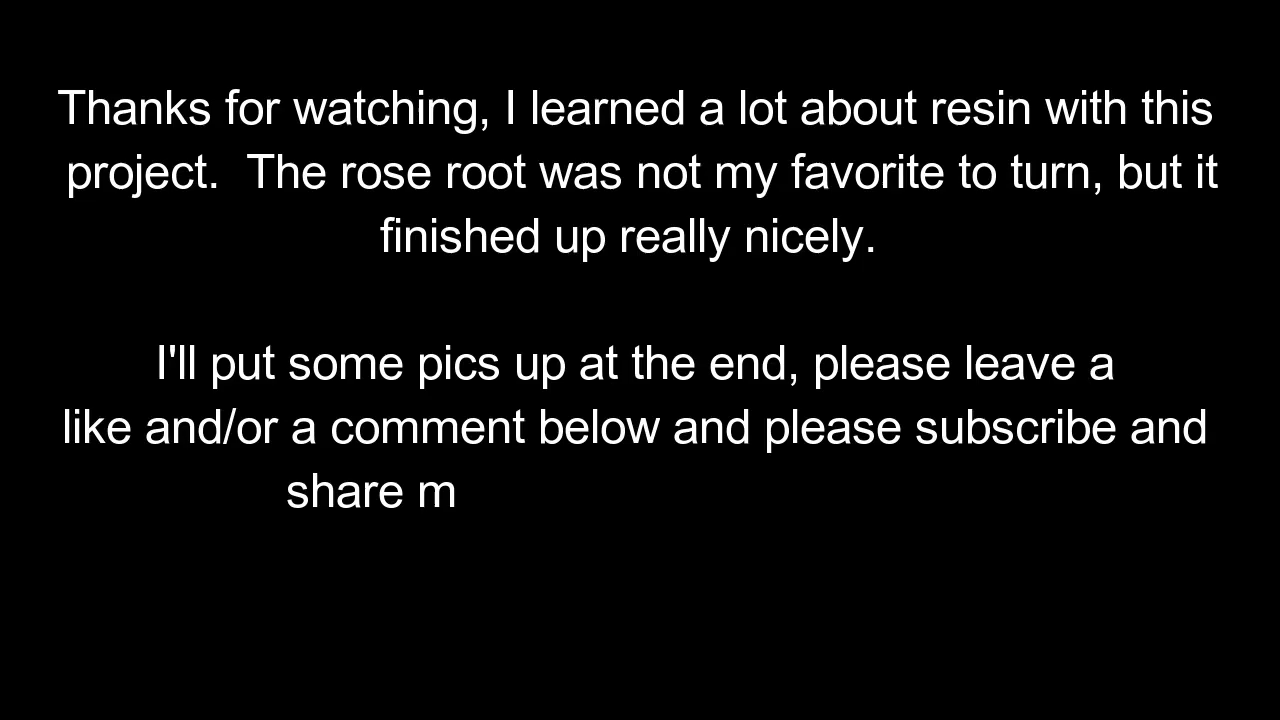 Thanks for watching, I learned a lot about resin with this
project.  The rose root was not my favorite to turn, but it
finished up really nicely.
I'll put some pics up at the end, please leave a
like and/or a comment below and please subscribe and
share m